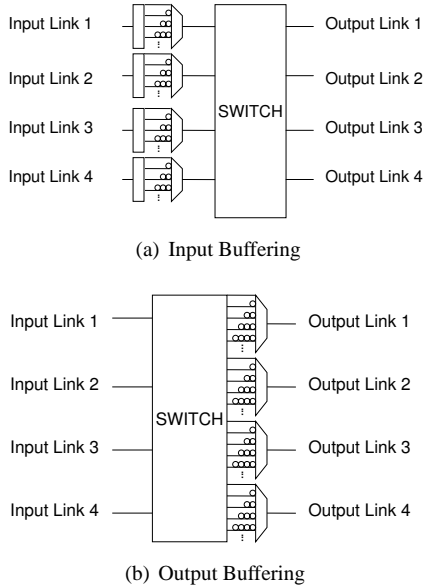 Input Link 1
Output Link 1
Input Link 2
Output Link 2
SWITCH
Input Link 3
Output Link 3
Input Link 4
Output Link 4
(a) Input Buffering
Input Link 1
Output Link 1
Input Link 2
Output Link 2
SWITCH
Input Link 3
Output Link 3
Input Link 4
Output Link 4
(b) Output Buffering